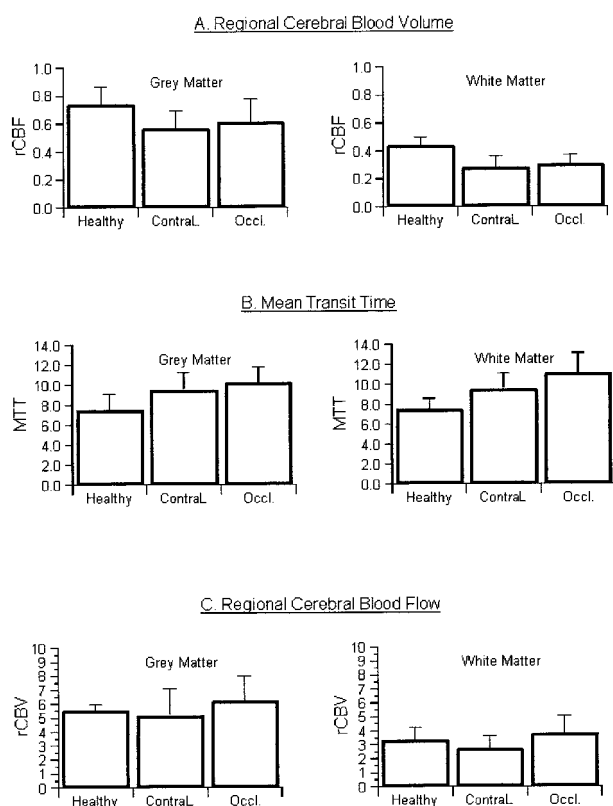 A. Regional Cerebral Blood Volume
Grey Matter
rCBF
1.0
0.8
0.6
0.4
0.2
0.0
Healthy ContraL. Occl.
White Matter
rCBF
1.0
0.8
0.6
0.4
0.2
0.0
Healthy ContraL. Occl.
B. Mean Transit Time
Grey Matter
MTT
14.0
12.0
10.0
8.0
6.0
4.0
2.0
0.0
Healthy ContraL Occl.
White Matter
MTT
14.0
12.0
10.0
8.0
6.0
4.0
2.0
0.0
Healthy ContraL Occl.
C. Regional Cerebral Blood Flow
Grey Matter
rCBV
10
9
8
7
6
5
4
3
2
1
0
Healthy ContraL Occl.
White Matter
rCBV
10
9
8
7
6
5
4
3
2
1
0
Healthy ContraL Occl.